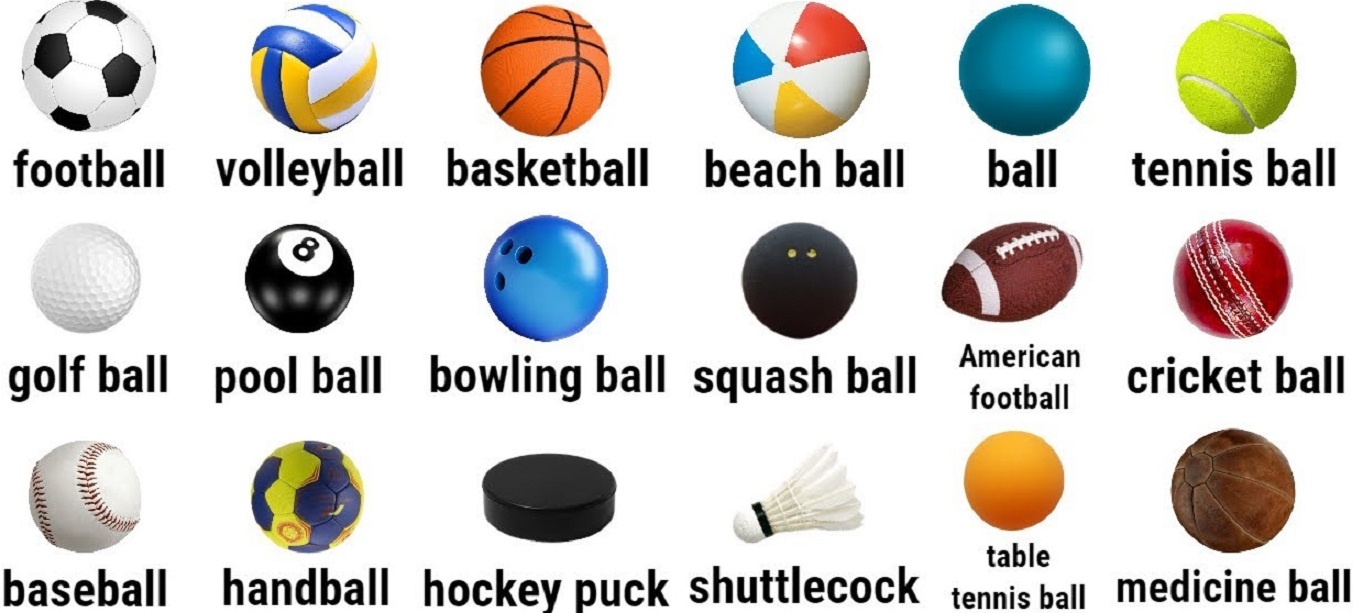 football
volleyball
basketball
beach ball
ball
tennis ball
8
golf ball
pool ball
bowling ball
squash ball
American
football
cricket ball
baseball
handball
hockey puck
shuttlecock
table
tennis ball
medicine ball